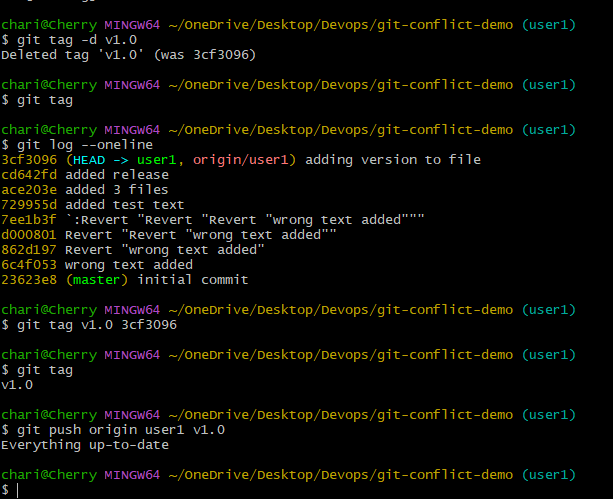 chari@Cherry MINGW64 ~/OneDrive/Desktop/Devops/git-conflict-demo (user1)
$ git tag -d v1.0
Deleted tag 'v1.0' (was 3cf3096)
chari@Cherry MINGW64 ~/OneDrive/Desktop/Devops/git-conflict-demo (user1)
$ git tag
chari@Cherry MINGW64 ~/OneDrive/Desktop/Devops/git-conflict-demo (user1)
$ git log --oneline
3cf3096 (HEAD -> user1, origin/user1) adding version to file
cd642fd added release
ace203e added 3 files
729955d added test text
7ee1b3f `:Revert "Revert "Revert "wrong text added"""
d000801 Revert "Revert "wrong text added""
862d197 Revert "wrong text added"
6c4f053 wrong text added
23623e8 (master) initial commit
chari@Cherry MINGW64 ~/OneDrive/Desktop/Devops/git-conflict-demo (user1)
$ git tag v1.0 3cf3096
chari@Cherry MINGW64 ~/OneDrive/Desktop/Devops/git-conflict-demo (user1)
$ git tag
v1.0
chari@Cherry MINGW64 ~/OneDrive/Desktop/Devops/git-conflict-demo (user1)
$ git push origin user1 v1.0
Everything up-to-date
chari@Cherry MINGW64 ~/OneDrive/Desktop/Devops/git-conflict-demo (user1)
$